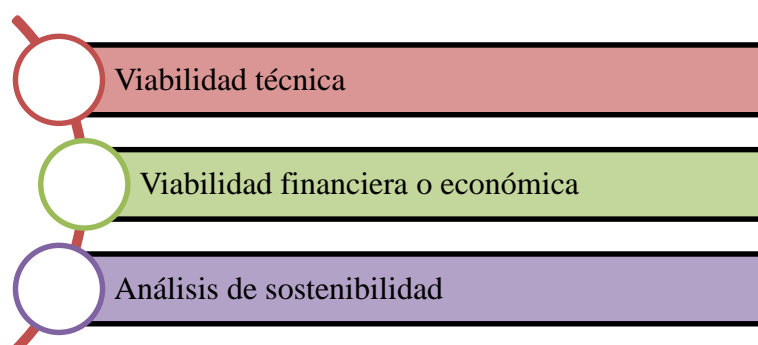 Viabilidad técnica
Viabilidad financiera o económica
Análisis de sostenibilidad